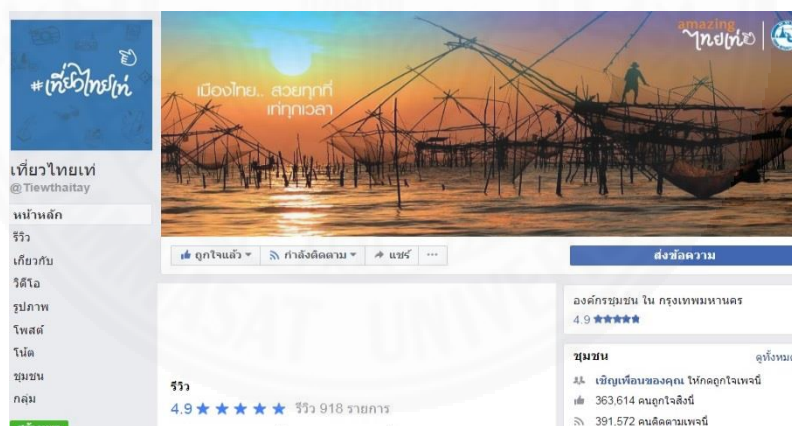 #เที่ยวไทยเท่
amazing
ไทยเท่
เมืองไทย.. สวยทุกที่
เท่ทุกเวลา
เที่ยวไทยเท่
@Tiewthaitay
หน้าหลัก
รีวิว
เกี่ยวกับ
วิดีโอ
รูปภาพ
โพสต์
โน้ต
ชุมชน
กลุ่ม
ถูกใจแล้ว
กำลังติดตาม
แชร์
ส่งข้อความ
รีวิว
4.9 ★ ★ ★ ★ ★ รีวิว 918 รายการ
องค์กรชุมชน ใน กรุงเทพมหานคร
4.9 ★★★★★
ชุมชน ดูทั้งหมด
เชิญเพื่อนของคุณ ให้กดถูกใจเพจนี้
363,614 คนถูกใจสิ่งนี้
391,572 คนติดตามเพจนี้